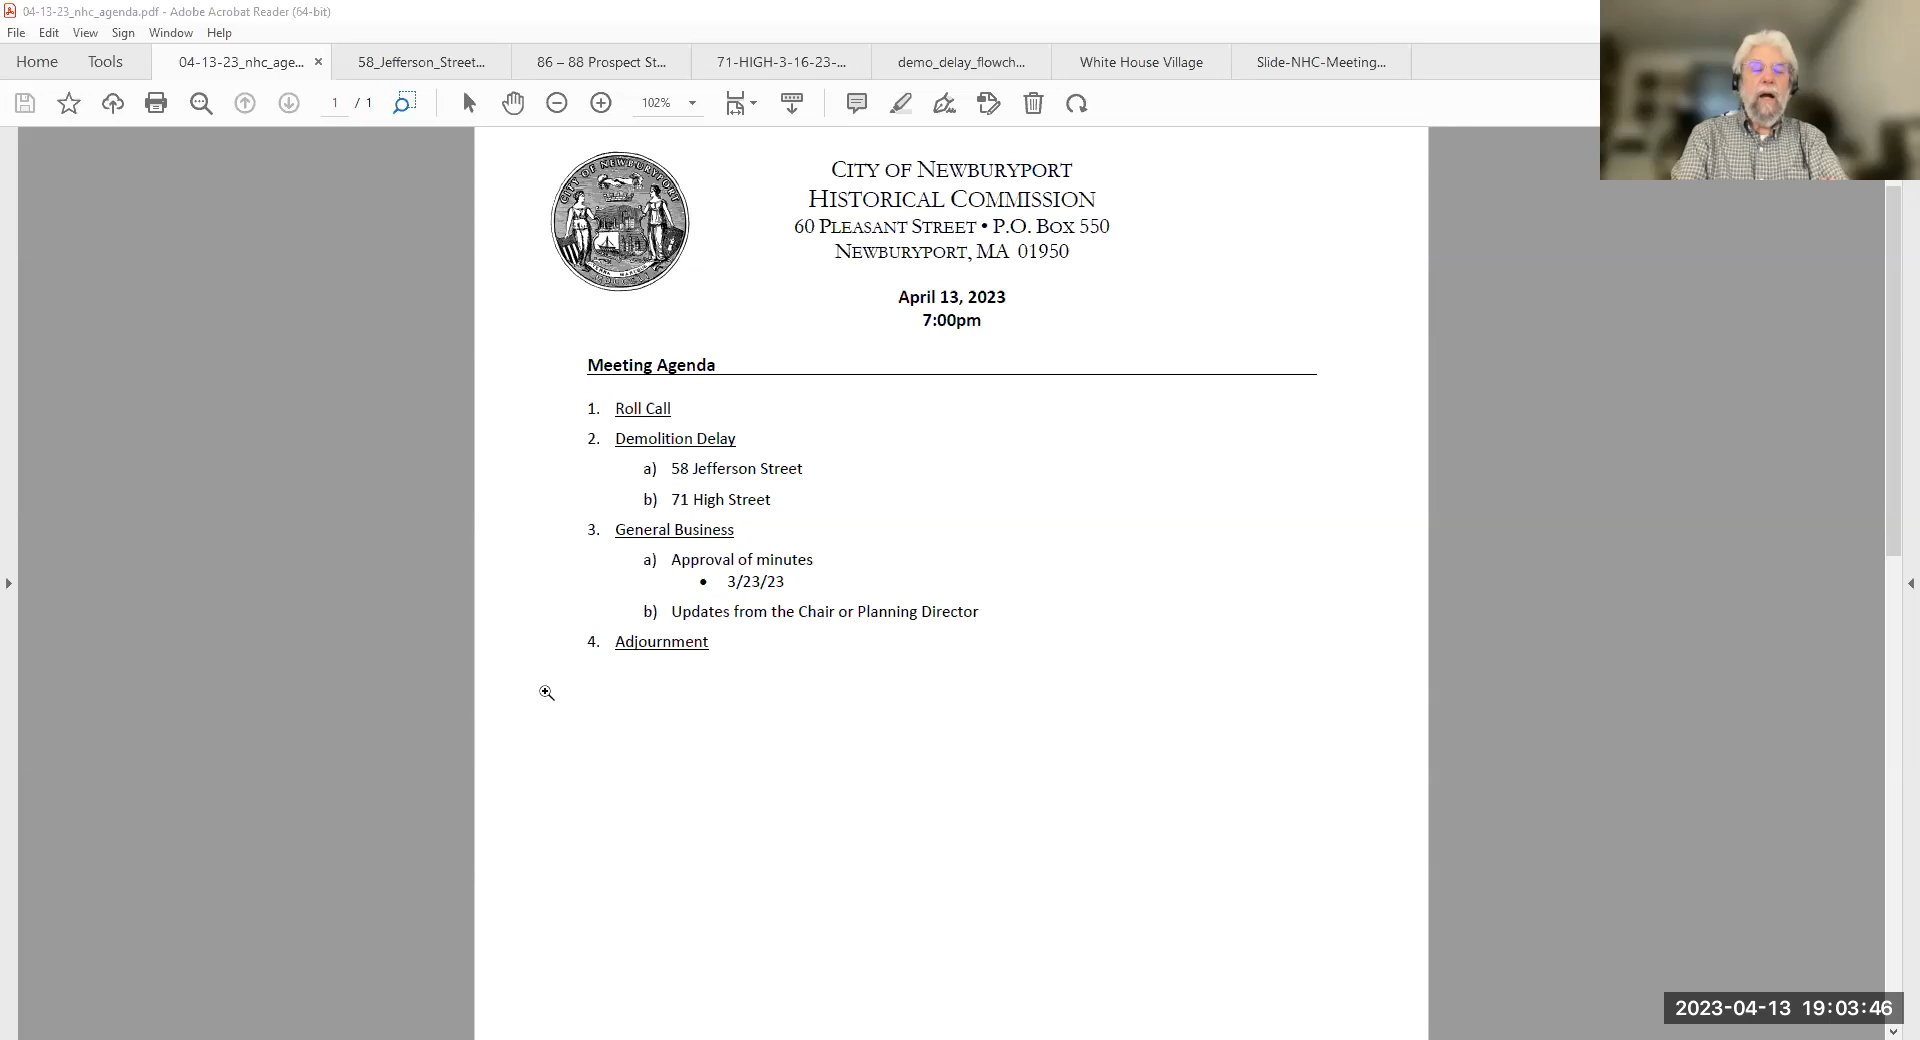 04-13-23_nhc_agenda.pdf - Adobe Acrobat Reader (64-bit)
File Edit View Sign Window Help
Home Tools 04-13-23_nhc_age... × 58_Jefferson_Street... 86 – 88 Prospect St... 71-HIGH-3-16-23-... demo_delay_flowch... White House Village Slide-NHC-Meeting...
1 / 1 102%
CITY OF NEWBURYPORT
CITY OF NEWBURYPORT
HISTORICAL COMMISSION
60 PLEASANT STREET • P.O. BOX 550
NEWBURYPORT, MA 01950
April 13, 2023
7:00pm
Meeting Agenda
1. Roll Call
2. Demolition Delay
a) 58 Jefferson Street
b) 71 High Street
3. General Business
a) Approval of minutes
• 3/23/23
b) Updates from the Chair or Planning Director
4. Adjournment
2023-04-13 19:03:46